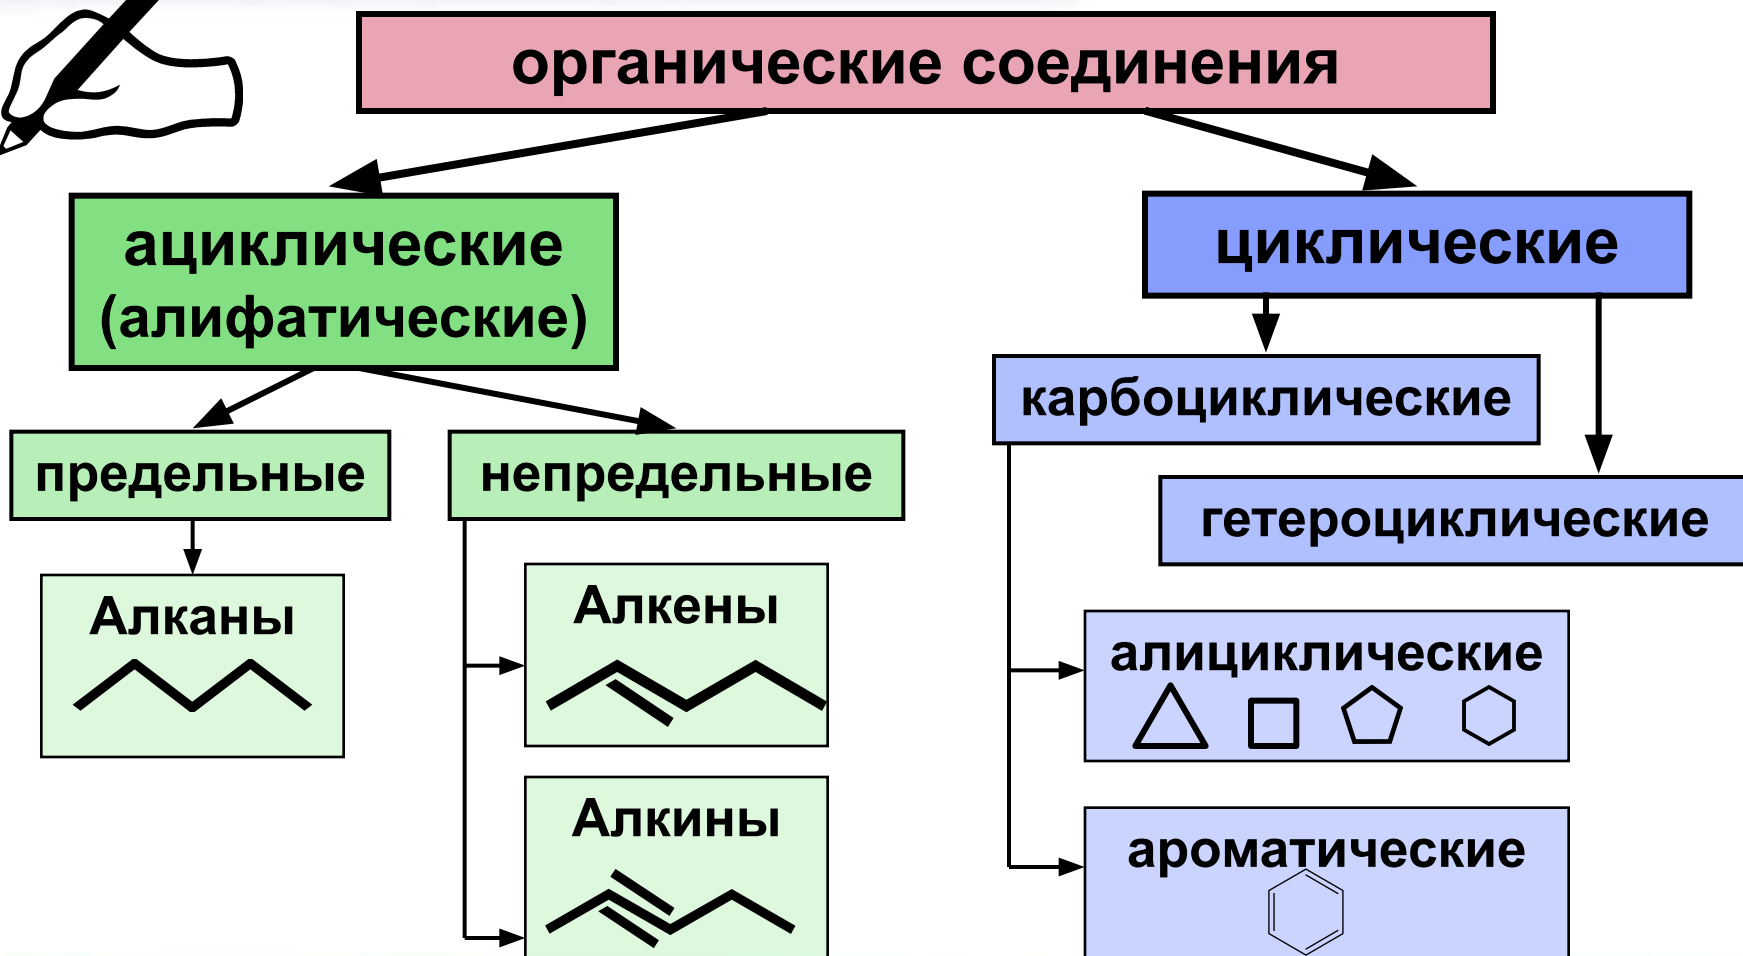 органические соединения
ациклические
(алифатические)
циклические
карбоциклические
предельные
непредельные
гетероциклические
Алканы
Алкены
алициклические
Алкины
ароматические